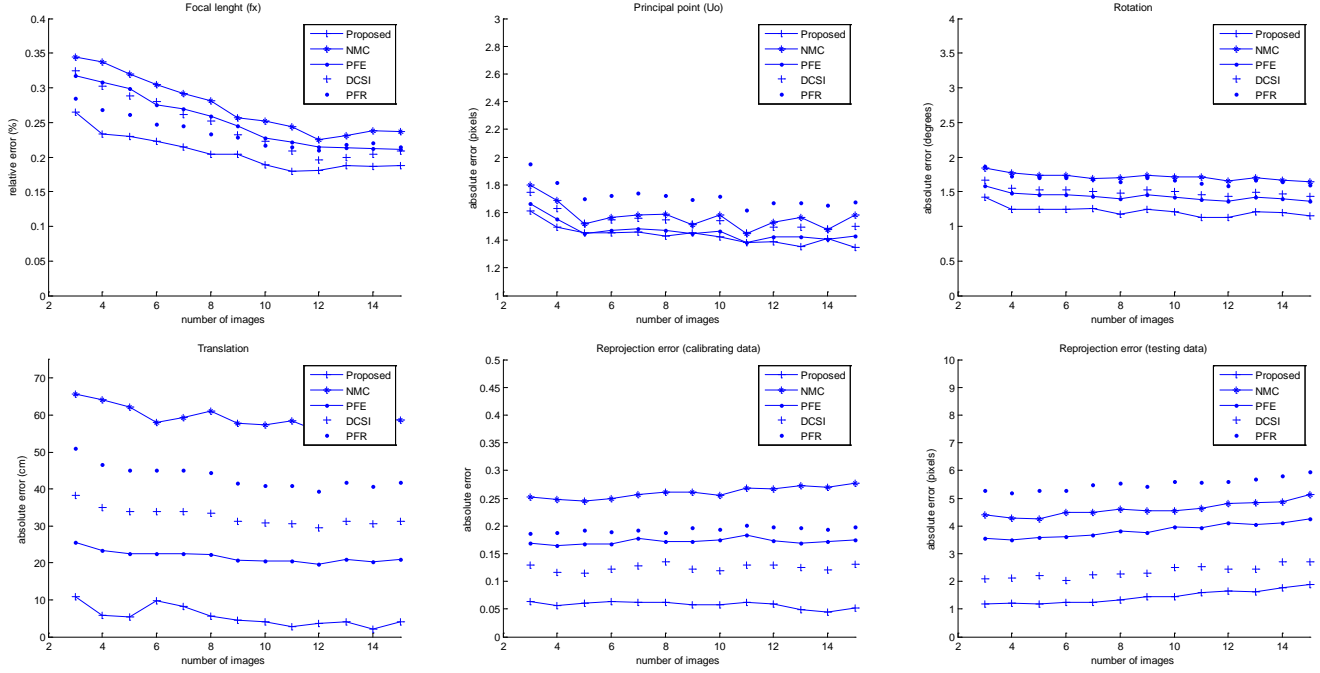 Focal lenght (fx)
0.4
0.35
0.3
0.25
0.2
0.15
0.1
0.05
0
relative error (%)
2 4 6 8 10 12 14
number of images
Proposed
NMC
PFE
DCSI
PFR
Principal point (Uo)
3
2.8
2.6
2.4
2.2
2
1.8
1.6
1.4
1.2
1
absolute error (pixels)
2 4 6 8 10 12 14
number of images
Proposed
NMC
PFE
DCSI
PFR
Rotation
4
3.5
3
2.5
2
1.5
1
0.5
0
absolute error (degrees)
2 4 6 8 10 12 14
number of images
Proposed
NMC
PFE
DCSI
PFR
Translation
70
60
50
40
30
20
10
0
absolute error (cm)
2 4 6 8 10 12 14
number of images
Proposed
NMC
PFE
DCSI
PFR
Reprojection error (calibrating data)
0.5
0.45
0.4
0.35
0.3
0.25
0.2
0.15
0.1
0.05
0
absolute error
2 4 6 8 10 12 14
number of images
Proposed
NMC
PFE
DCSI
PFR
Reprojection error (testing data)
10
9
8
7
6
5
4
3
2
1
0
absolute error (pixels)
2 4 6 8 10 12 14
number of images
Proposed
NMC
PFE
DCSI
PFR